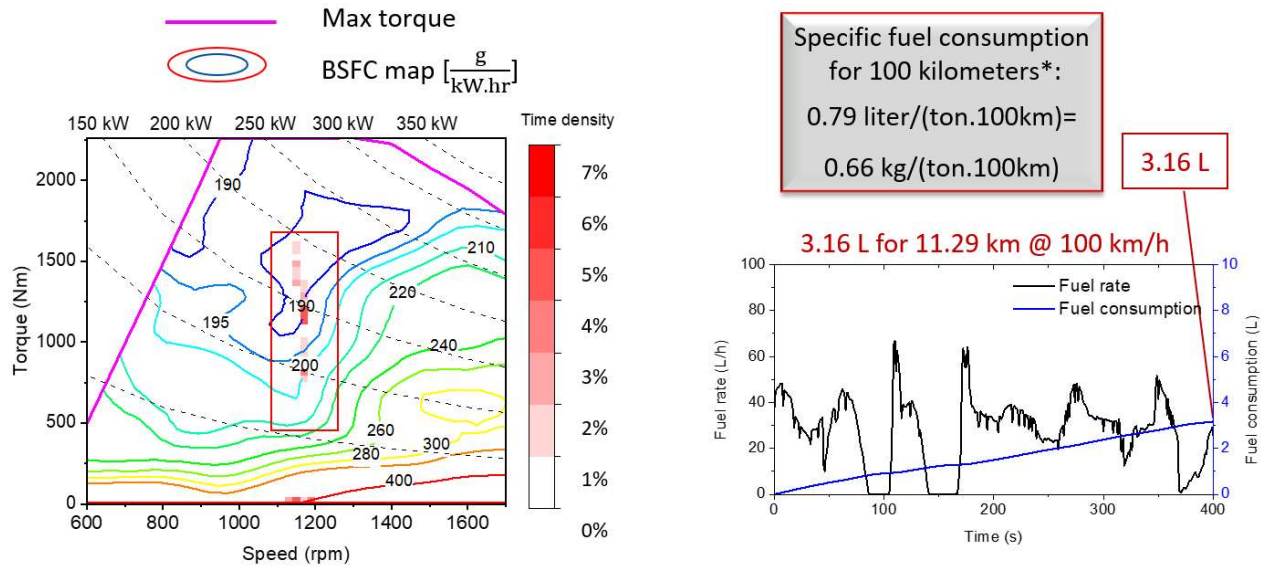 Max torque
BSFC map [g/kW.hr]
150 kW 200 kW 250 kW 300 kW 350 kW
Time density
Torque (Nm)
2000
1500
1000
500
0
600 800 1000 1200 1400 1600
Speed (rpm)
190
210
220
190
195
240
200
260
300
280
400
7%
6%
5%
4%
3%
2%
1%
0%
Specific fuel consumption
for 100 kilometers*:
0.79 liter/(ton.100km)=
0.66 kg/(ton.100km)
3.16 L
3.16 L for 11.29 km @ 100 km/h
Fuel rate
Fuel consumption
Fuel rate (L/h)
100
80
60
40
20
0
0 100 200 300 400
Time (s)
10
8
6
4
2
0
Fuel consumption (L)